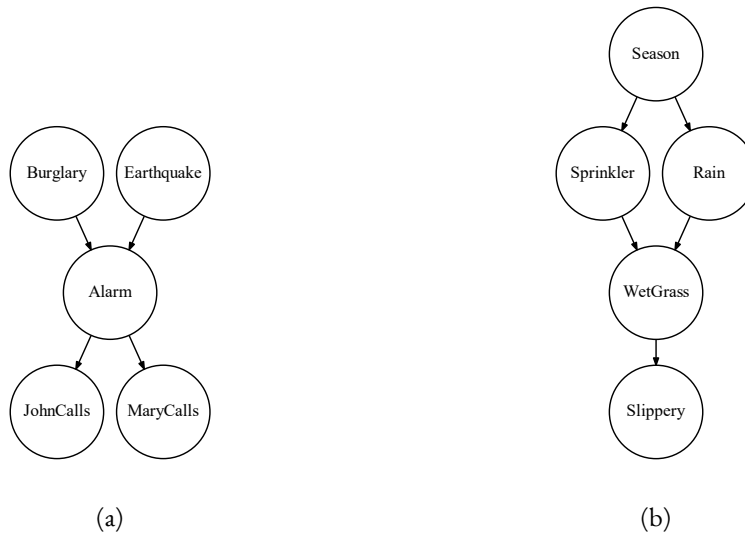 Season
Burglary
Earthquake
Sprinkler
Rain
Alarm
WetGrass
JohnCalls
MaryCalls
Slippery
(a)
(b)